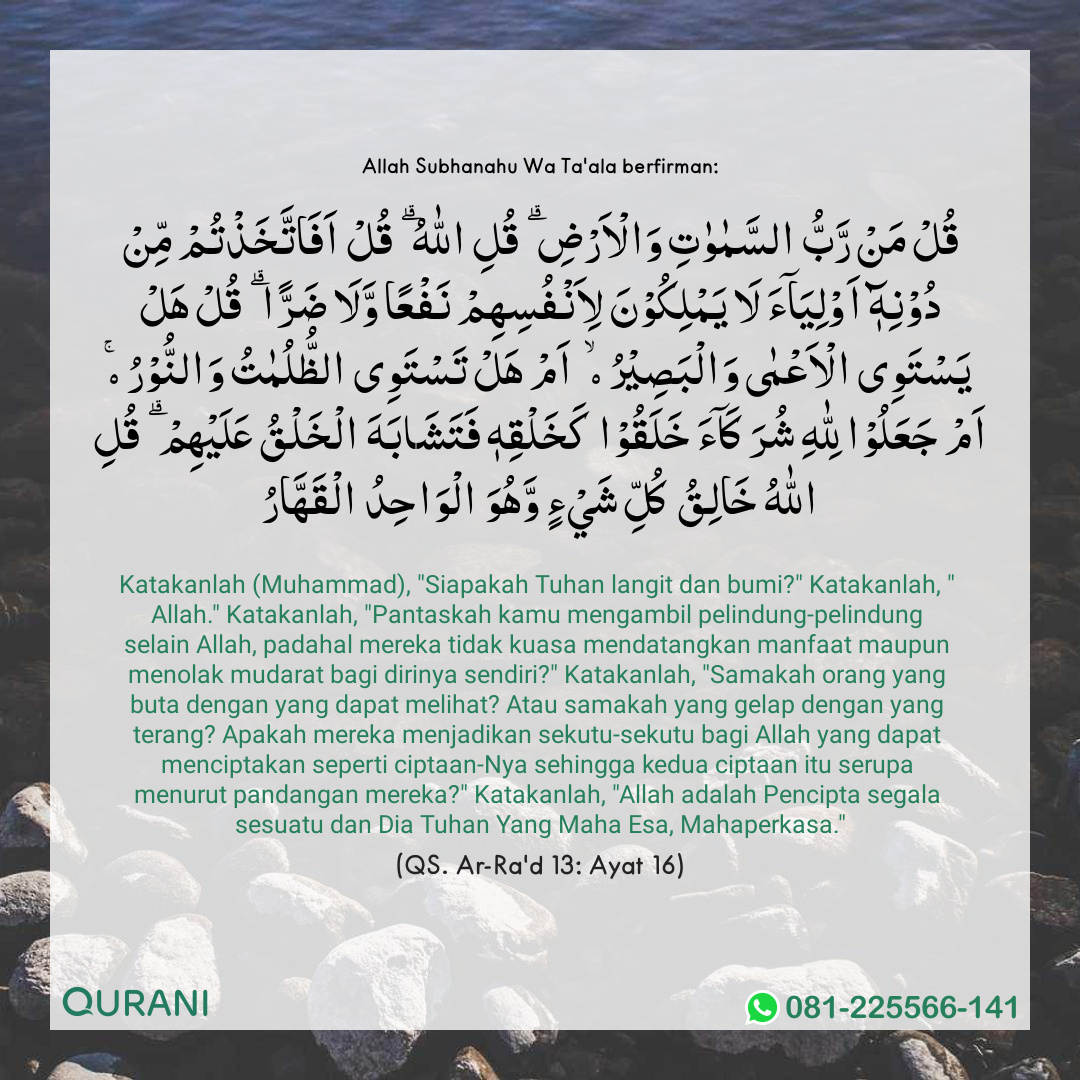 Allah Subhanahu Wa Ta'ala berfirman:
قُلْ مَنْ رَّبُّ السَّمٰوٰتِ وَالْاَرْضِۗ قُلِ اللّٰهُ ۗ قُلْ اَفَاتَّخَذْتُمْ مِّنْ
دُوْنِهٖٓ اَوْلِيَآءَ لَا يَمْلِكُوْنَ لِاَنْفُسِهِمْ نَفْعًا وَّلَا ضَرًّاۗ قُلْ هَلْ
يَسْتَوِى الْاَعْمٰى وَالْبَصِيْرُ ەۙ اَمْ هَلْ تَسْتَوِى الظُّلُمٰتُ وَالنُّوْرُ ەۚ
اَمْ جَعَلُوْا لِلّٰهِ شُرَكَآءَ خَلَقُوْا كَخَلْقِهٖ فَتَشَابَهَ الْخَلْقُ عَلَيْهِمْۗ قُلِ
اللّٰهُ خَالِقُ كُلِّ شَيْءٍ وَّهُوَ الْوَاحِدُ الْقَهَّارُ
Katakanlah (Muhammad), "Siapakah Tuhan langit dan bumi?" Katakanlah, "
Allah." Katakanlah, "Pantaskah kamu mengambil pelindung-pelindung
selain Allah, padahal mereka tidak kuasa mendatangkan manfaat maupun
menolak mudarat bagi dirinya sendiri?" Katakanlah, "Samakah orang yang
buta dengan yang dapat melihat? Atau samakah yang gelap dengan yang
terang? Apakah mereka menjadikan sekutu-sekutu bagi Allah yang dapat
menciptakan seperti ciptaan-Nya sehingga kedua ciptaan itu serupa
menurut pandangan mereka?" Katakanlah, "Allah adalah Pencipta segala
sesuatu dan Dia Tuhan Yang Maha Esa, Mahaperkasa."
(QS. Ar-Ra'd 13: Ayat 16)
QURANI
081-225566-141